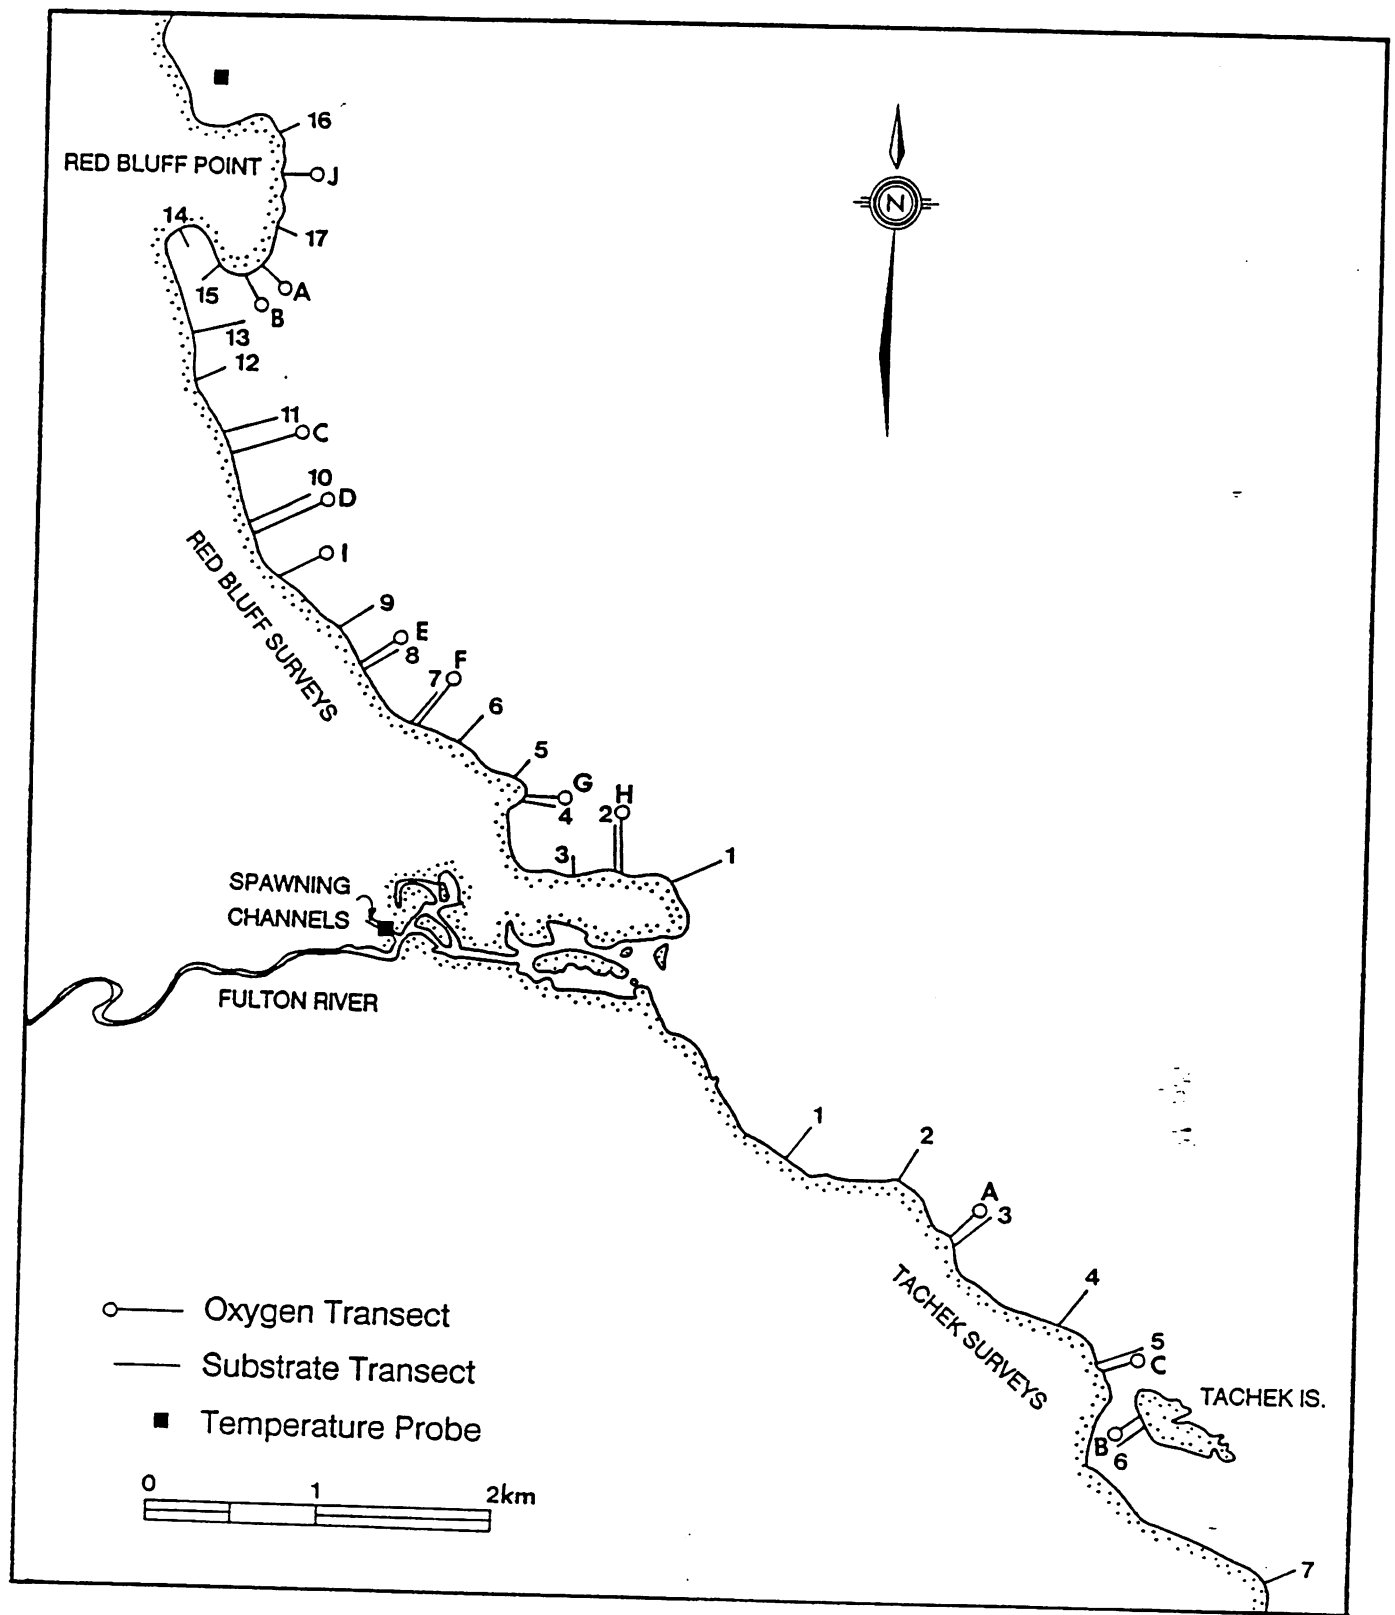 16
RED BLUFF POINT
J
14
17
15
A
B
13
12
11
C
10
D
I
9
E
8
F
7
6
5
G
4
H
2
3
1
SPAWNING
CHANNELS
FULTON RIVER
RED BLUFF SURVEYS
N
1
2
A
3
4
5
C
TACHEK SURVEYS
TACHEK IS.
B
6
7
Oxygen Transect
Substrate Transect
Temperature Probe
0 1 2km